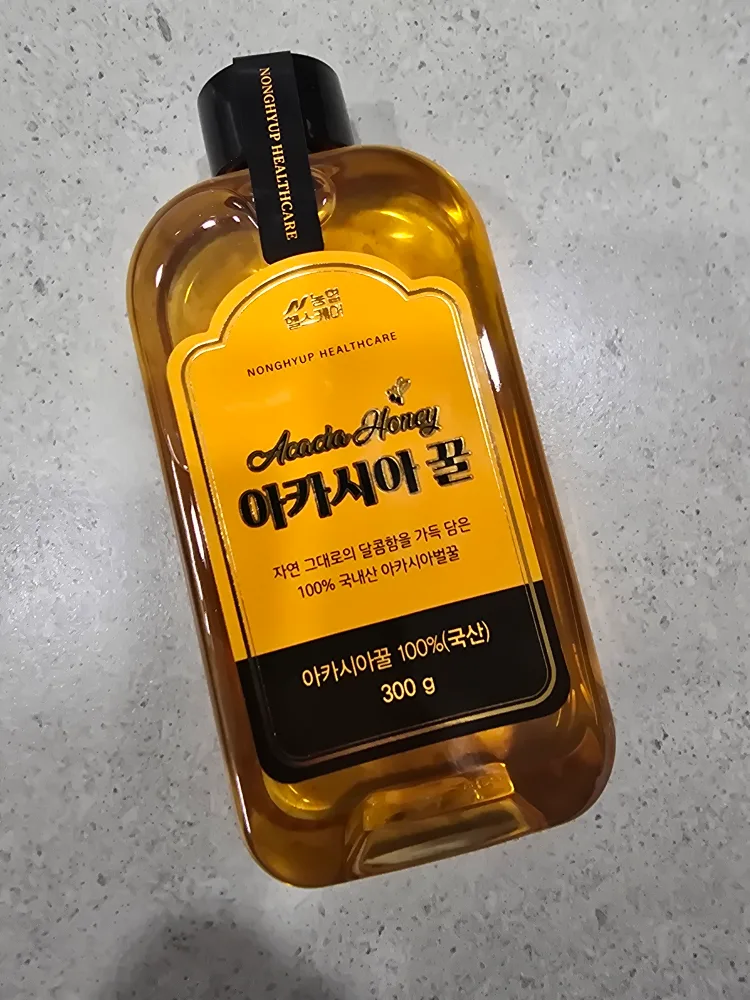 NONGHYUP HEALTHCARE
농협
헬스케어
NONGHYUP HEALTHCARE
Acacia Honey
아카시아 꿀
자연 그대로의 달콤함을 가득 담은
100% 국내산 아카시아벌꿀
아카시아꿀 100%(국산)
300 g